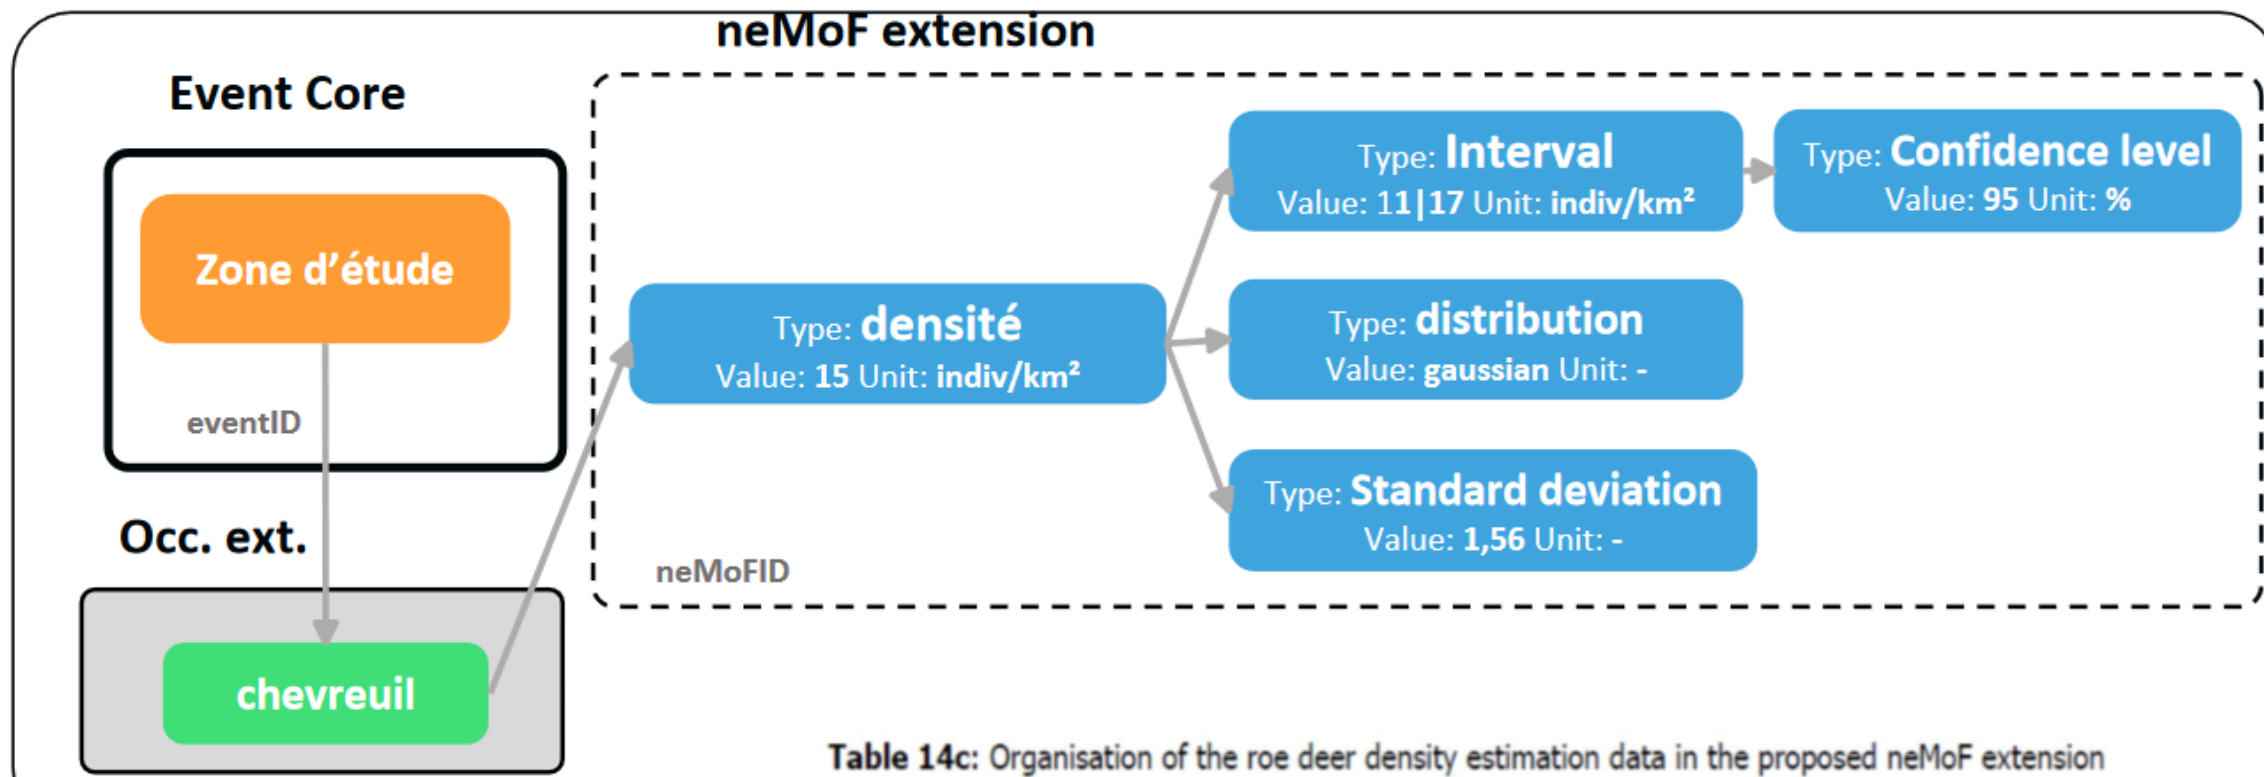 neMoF extension
Event Core
Zone d'étude
eventID
Occ. ext.
chevreuil
Type: densité
Value: 15 Unit: indiv/km²
neMoFID
Type: Interval
Value: 11|17 Unit: indiv/km²
Type: Confidence level
Value: 95 Unit: %
Type: distribution
Value: gaussian Unit: -
Type: Standard deviation
Value: 1,56 Unit: -
Table 14c: Organisation of the roe deer density estimation data in the proposed neMoF extension